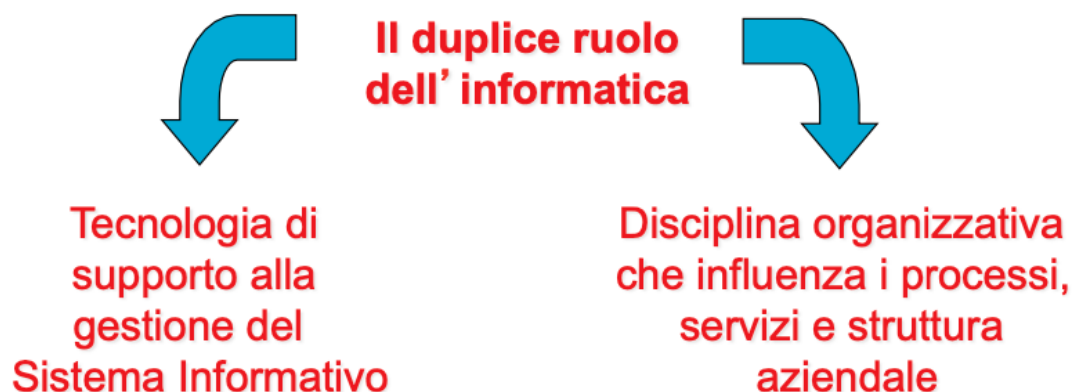 Il duplice ruolo
dell’ informatica
Tecnologia di
supporto alla
gestione del
Sistema Informativo
Disciplina organizzativa
che influenza i processi,
servizi e struttura
aziendale